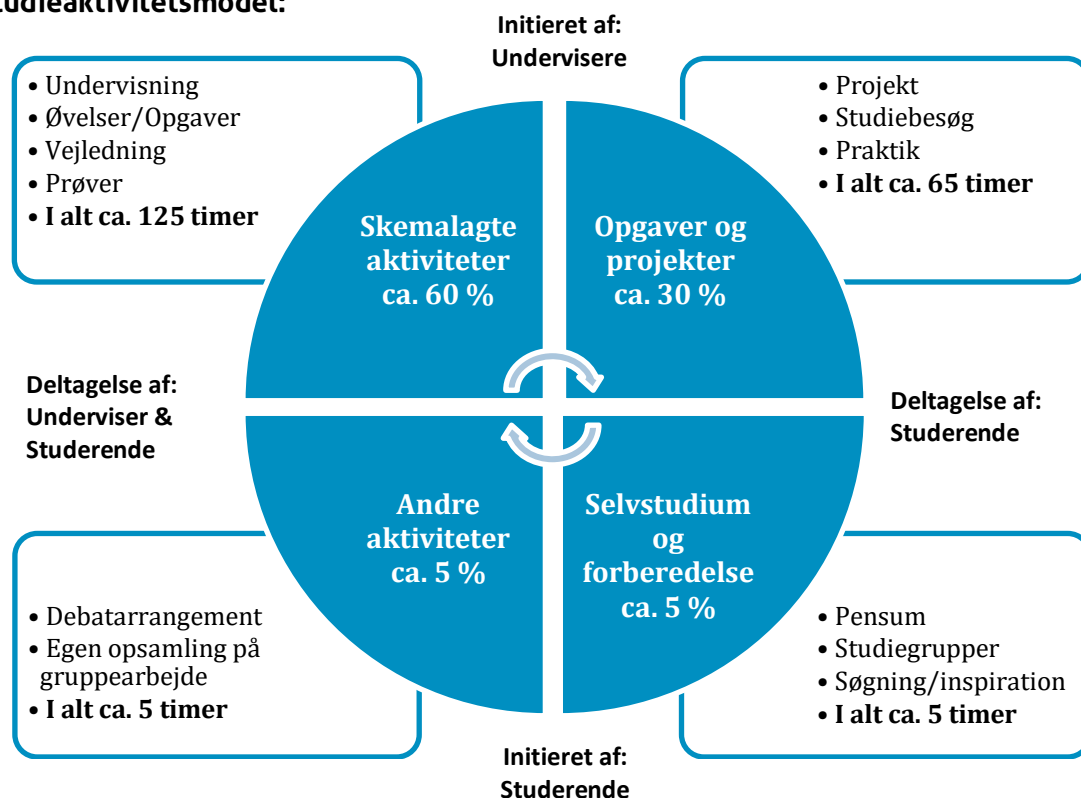 tudieaktivitetsmodel:
Initieret af:
Undervisere
• Undervisning
• Øvelser/Opgaver
• Vejledning
• Prøver
• I alt ca. 125 timer
• Projekt
• Studiebesøg
• Praktik
• I alt ca. 65 timer
Skemalagte
aktiviteter
ca. 60 %
Opgaver og
projekter
ca. 30 %
Deltagelse af:
Underviser &
Studerende
Deltagelse af:
Studerende
Andre
aktiviteter
ca. 5 %
Selvstudium
og
forberedelse
ca. 5 %
• Debatarrangement
• Egen opsamling på
gruppearbejde
• I alt ca. 5 timer
• Pensum
• Studiegrupper
• Søgning/inspiration
• I alt ca. 5 timer
Initieret af:
Studerende